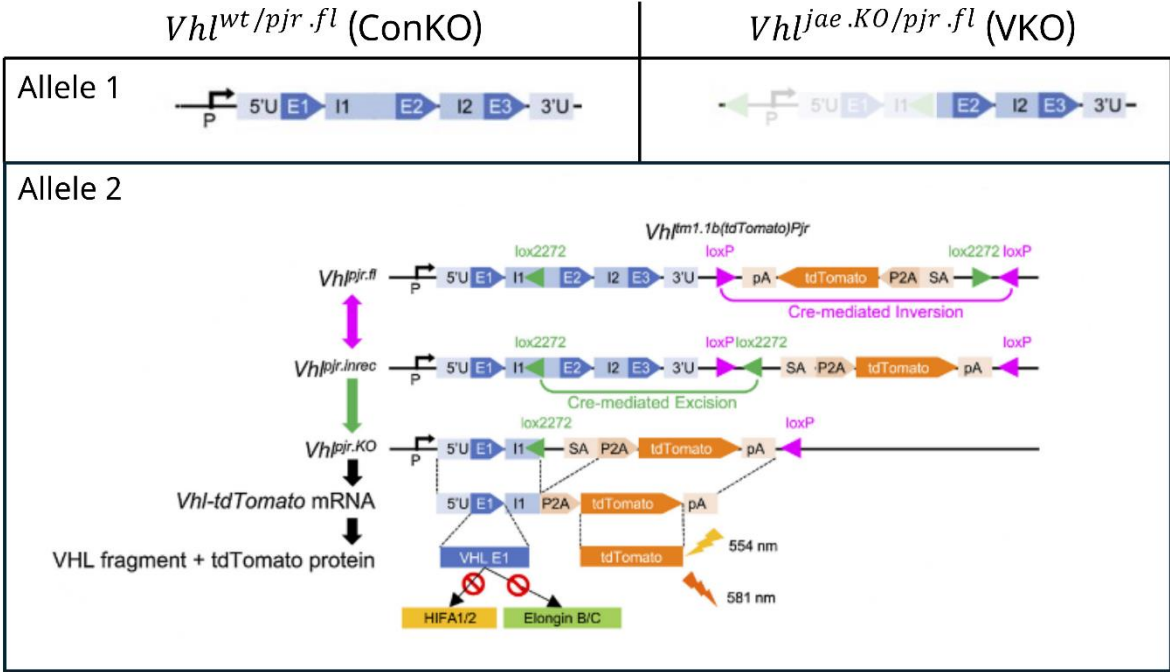 Vhl^wt/pjr.fl (ConKO)
Vhl^jae.KO/pjr.fl (VKO)
Allele 1
P 5'U E1 I1 E2 I2 E3 3'U
P 5'U E1 I1 E2 I2 E3 3'U
Allele 2
Vhl^tm1.1b(tdTomato)Pjr
lox2272 loxP lox2272 loxP
Vhl^pjr.fl P 5'U E1 I1 E2 I2 E3 3'U pA tdTomato P2A SA
Cre-mediated Inversion
lox2272 loxP lox2272 loxP
Vhl^pjr.inrec P 5'U E1 I1 E2 I2 E3 3'U SA P2A tdTomato pA
Cre-mediated Excision
lox2272 loxP
Vhl^pjr.KO P 5'U E1 I1 SA P2A tdTomato pA
Vhl-tdTomato mRNA 5'U E1 I1 P2A tdTomato pA
VHL fragment + tdTomato protein VHL E1 tdTomato 554 nm
581 nm
HIFA1/2 Elongin B/C